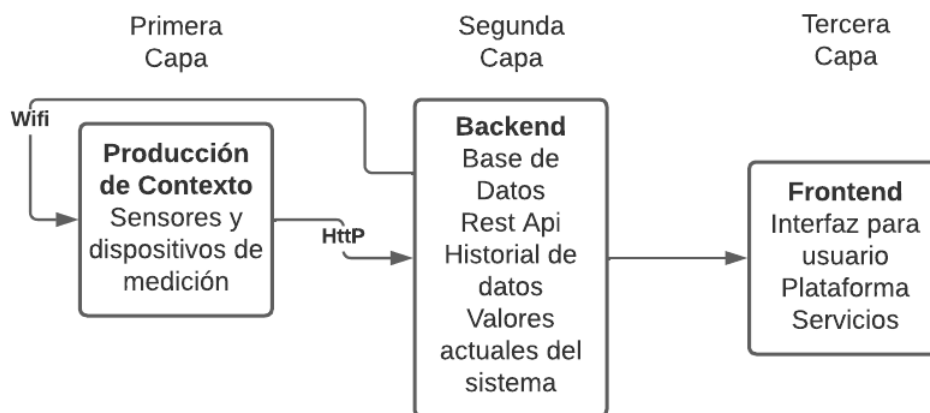 Primera
Capa
Segunda
Capa
Tercera
Capa
Wifi
Producción
de Contexto
Sensores y
dispositivos de
medición
HttP
Backend
Base de
Datos
Rest Api
Historial de
datos
Valores
actuales del
sistema
Frontend
Interfaz para
usuario
Plataforma
Servicios